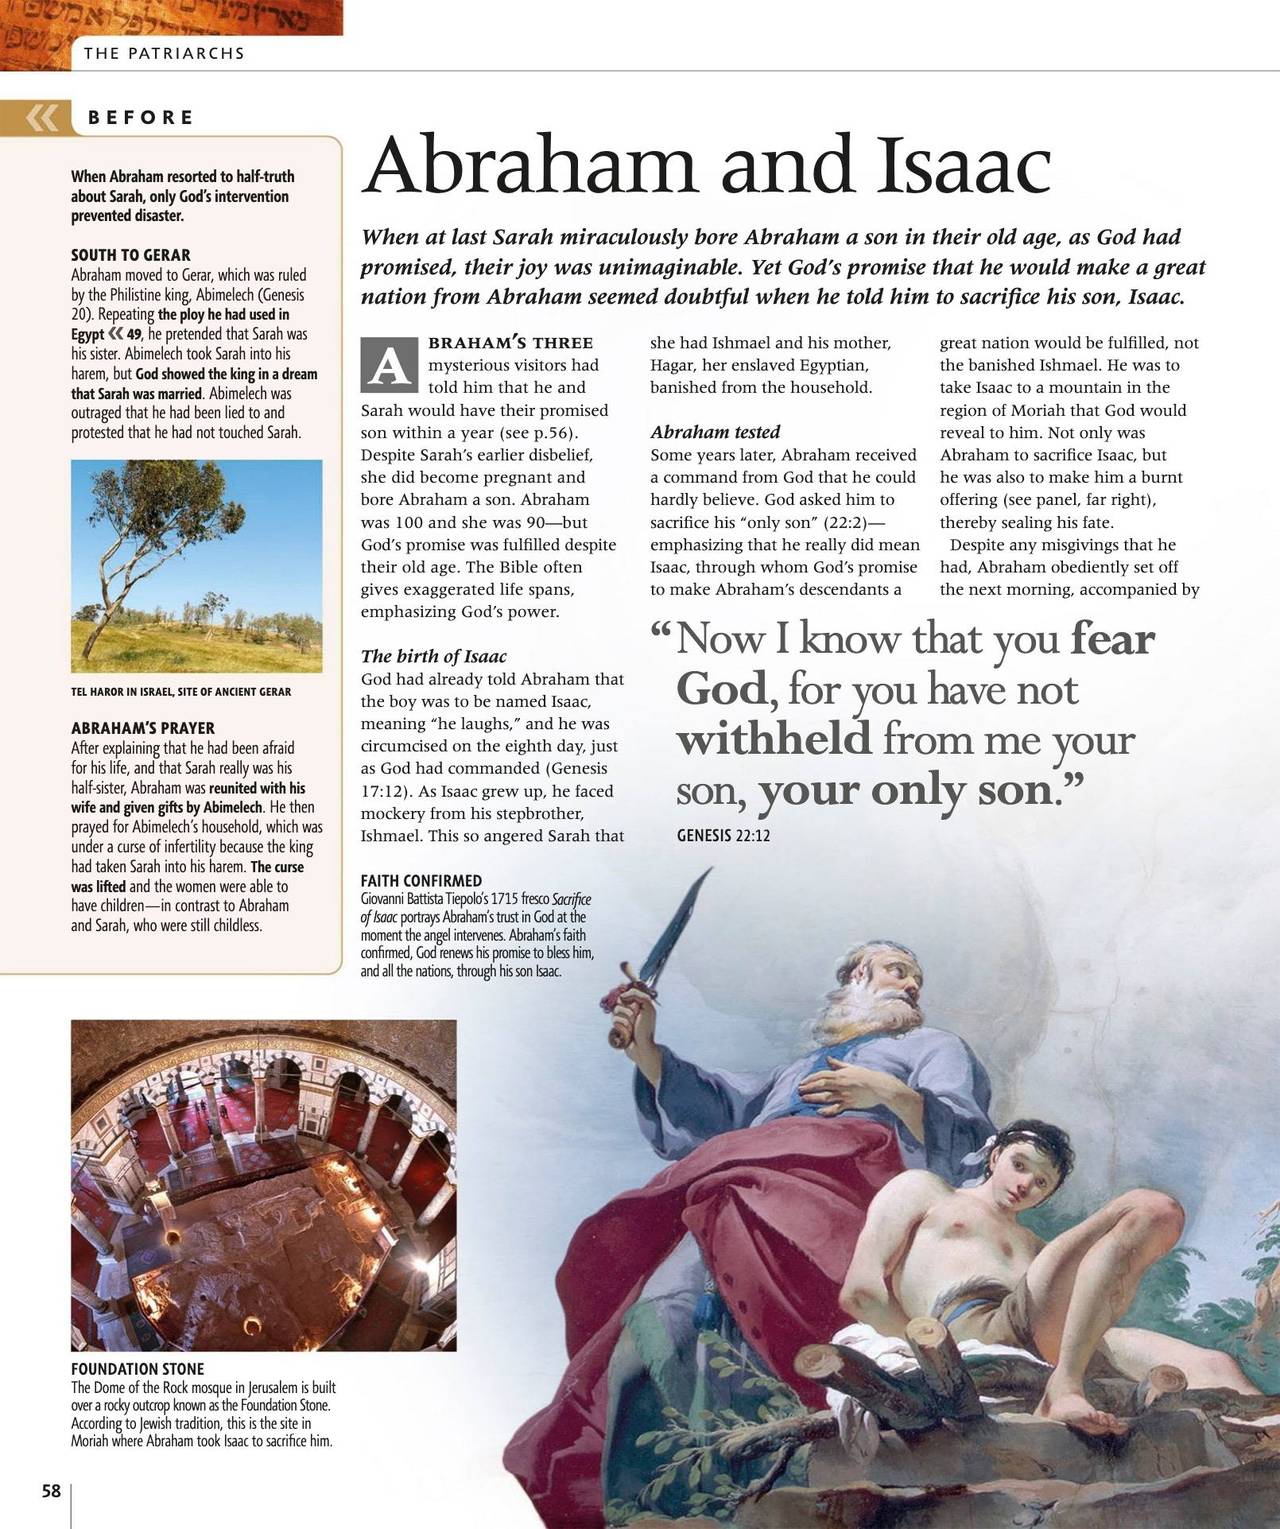 THE PATRIARCHS
BEFORE
When Abraham resorted to half-truth
about Sarah, only God's intervention
prevented disaster.
SOUTH TO GERAR
Abraham moved to Gerar, which was ruled
by the Philistine king, Abimelech (Genesis
20). Repeating the ploy he had used in
Egypt « 49, he pretended that Sarah was
his sister. Abimelech took Sarah into his
harem, but God showed the king in a dream
that Sarah was married. Abimelech was
outraged that he had been lied to and
protested that he had not touched Sarah.
TEL HAROR IN ISRAEL, SITE OF ANCIENT GERAR
ABRAHAM'S PRAYER
After explaining that he had been afraid
for his life, and that Sarah really was his
half-sister, Abraham was reunited with his
wife and given gifts by Abimelech. He then
prayed for Abimelech's household, which was
under a curse of infertility because the king
had taken Sarah into his harem. The curse
was lifted and the women were able to
have children—in contrast to Abraham
and Sarah, who were still childless.
Abraham and Isaac
When at last Sarah miraculously bore Abraham a son in their old age, as God had
promised, their joy was unimaginable. Yet God's promise that he would make a great
nation from Abraham seemed doubtful when he told him to sacrifice his son, Isaac.
ABRAHAM'S THREE
mysterious visitors had
told him that he and
Sarah would have their promised
son within a year (see p.56).
Despite Sarah's earlier disbelief,
she did become pregnant and
bore Abraham a son. Abraham
was 100 and she was 90—but
God's promise was fulfilled despite
their old age. The Bible often
gives exaggerated life spans,
emphasizing God's power.
The birth of Isaac
God had already told Abraham that
the boy was to be named Isaac,
meaning "he laughs," and he was
circumcised on the eighth day, just
as God had commanded (Genesis
17:12). As Isaac grew up, he faced
mockery from his stepbrother,
Ishmael. This so angered Sarah that
she had Ishmael and his mother,
Hagar, her enslaved Egyptian,
banished from the household.
Abraham tested
Some years later, Abraham received
a command from God that he could
hardly believe. God asked him to
sacrifice his "only son" (22:2)—
emphasizing that he really did mean
Isaac, through whom God's promise
to make Abraham's descendants a
great nation would be fulfilled, not
the banished Ishmael. He was to
take Isaac to a mountain in the
region of Moriah that God would
reveal to him. Not only was
Abraham to sacrifice Isaac, but
he was also to make him a burnt
offering (see panel, far right),
thereby sealing his fate.
Despite any misgivings that he
had, Abraham obediently set off
the next morning, accompanied by
"Now I know that you fear
God, for you have not
withheld from me your
son, your only son."
GENESIS 22:12
FAITH CONFIRMED
Giovanni Battista Tiepolo's 1715 fresco Sacrifice
of Isaac portrays Abraham's trust in God at the
moment the angel intervenes. Abraham's faith
confirmed, God renews his promise to bless him,
and all the nations, through his son Isaac.
FOUNDATION STONE
The Dome of the Rock mosque in Jerusalem is built
over a rocky outcrop known as the Foundation Stone.
According to Jewish tradition, this is the site in
Moriah where Abraham took Isaac to sacrifice him.
58